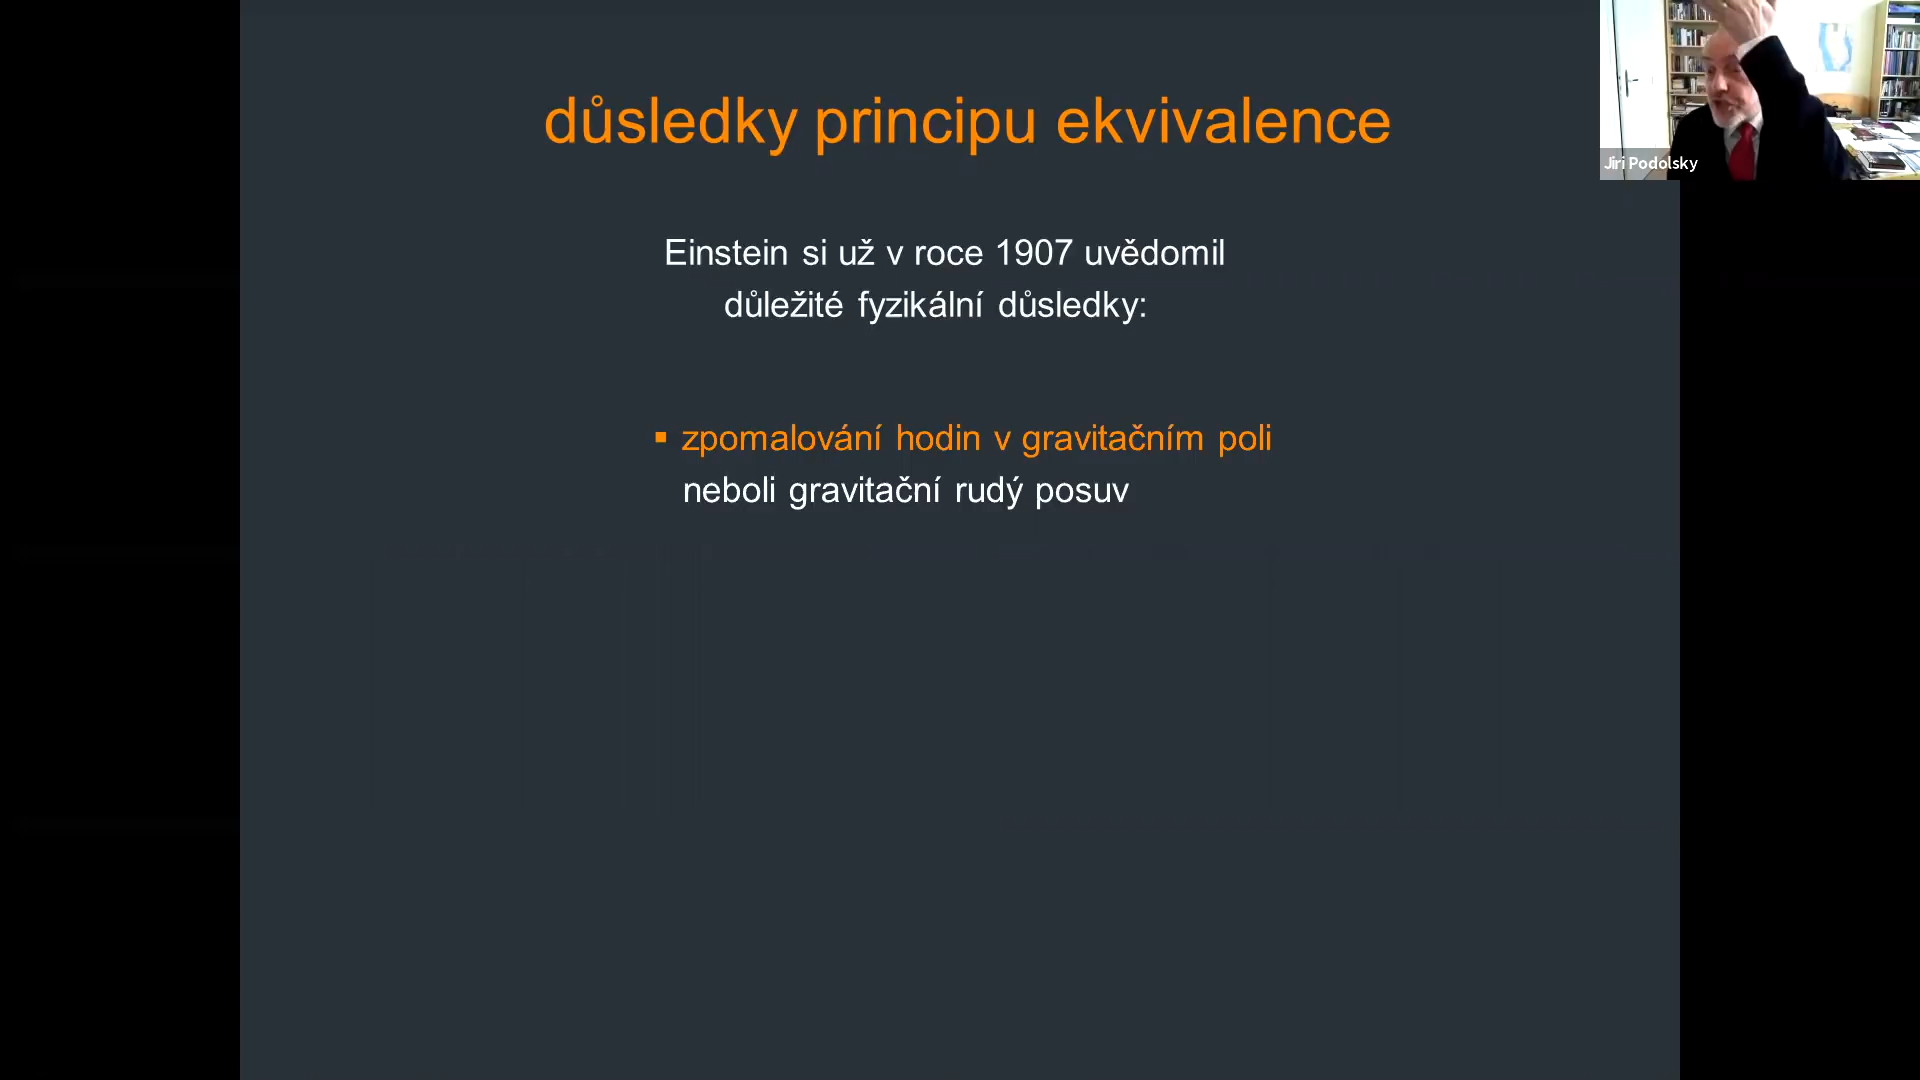 důsledky principu ekvivalence
Jiri Podolsky
Einstein si už v roce 1907 uvědomil
důležité fyzikální důsledky:
▪ zpomalování hodin v gravitačním poli
neboli gravitační rudý posuv